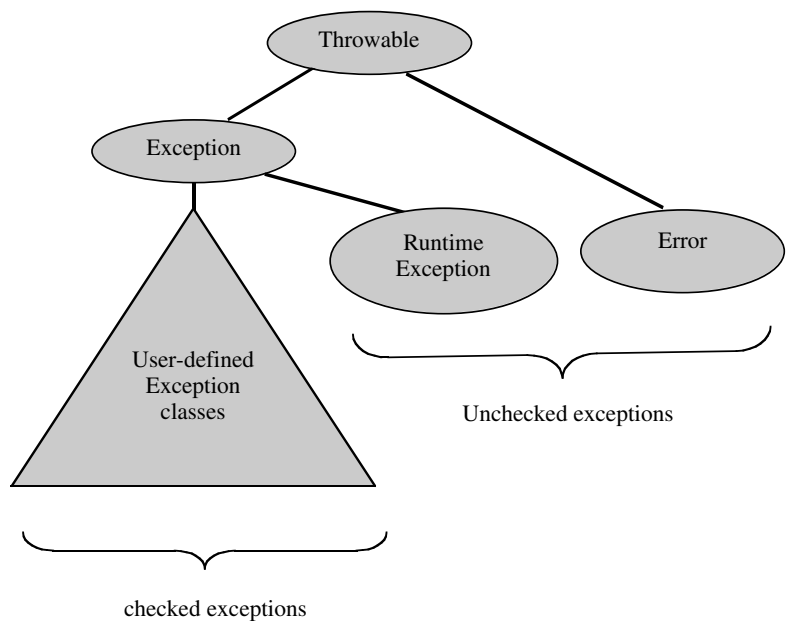 Throwable
Exception
Runtime
Exception
Error
User-defined
Exception
classes
Unchecked exceptions
checked exceptions